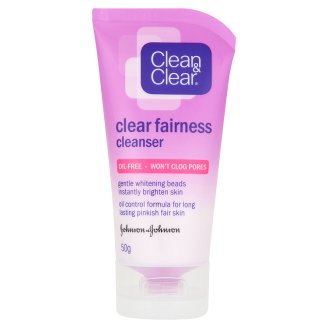 Clean
&
Clear®
clear fairness
cleanser
OIL-FREE • WON'T CLOG PORES
gentle whitening beads
instantly brighten skin
oil control formula for long
lasting pinkish fair skin
Johnson & Johnson
50g